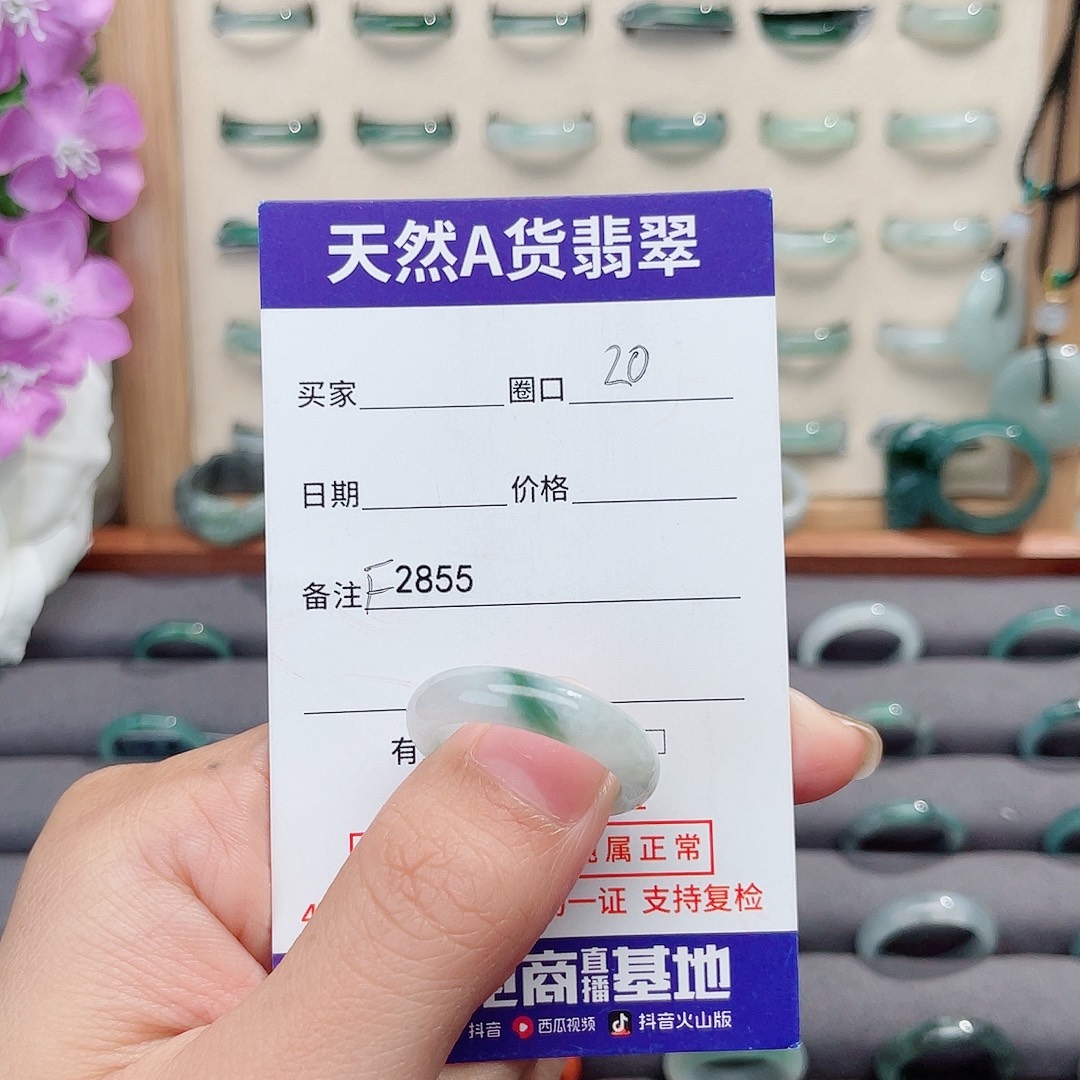 天然A货翡翠
买家 圈口 20
日期 价格
备注 F2855
有
属正常
一证 支持复检
商直播基地
抖音 西瓜视频 抖音火山版